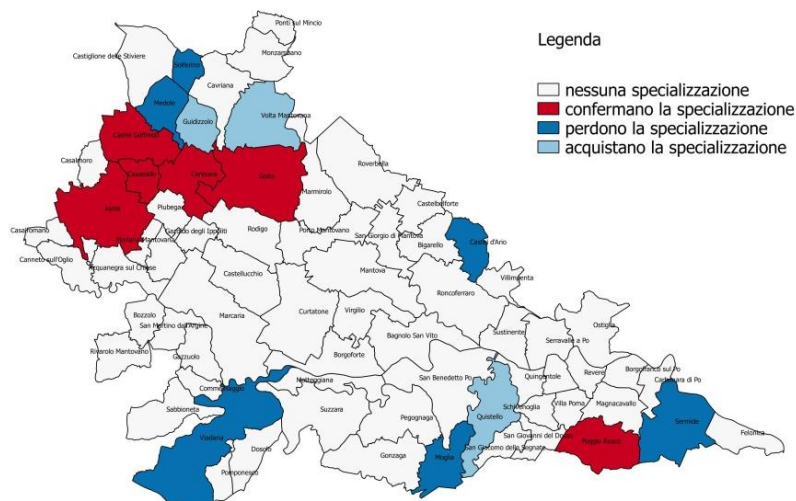 Ponti sul Mincio
Legenda
Monzambano
Castiglione delle Stiviere
Solferino
Cavriana
nessuna specializzazione
Medole
confermano la specializzazione
Guidizzolo
Volta Mantovana
perdono la specializzazione
Castel Goffredo
acquistano la specializzazione
Casalmoro
Roverbella
Casaloldo
Ceresara
Goito
Marmirolo
Asola
Piubega
Castelbelforte
Casalromano
Mariana Mantovana
Gazoldo degli Ippoliti
Rodigo
Porto Mantovano
San Giorgio di Mantova
Bigarello
Castel d'Ario
Canneto sull'Oglio
Acquanegra sul Chiese
Castellucchio
Mantova
Villimpenta
Roncoferraro
Bozzolo
Marcaria
Curtatone
Virgilio
Ostiglia
San Martino dall'Argine
Bagnolo San Vito
Sustinente
Serravalle a Po
Rivarolo Mantovano
Gazzuolo
Borgoforte
Commessaggio
Motteggiana
San Benedetto Po
Quingentole
Revere
Borgofranco sul Po
Carbonara di Po
Sabbioneta
Suzzara
Pegognaga
Quistello
Schivenoglia
Villa Poma
Magnacavallo
Sermide
Viadana
Dosolo
San Giovanni del Dosso
Poggio Rusco
Felonica
Pomponesco
Gonzaga
Moglia
San Giacomo delle Segnate